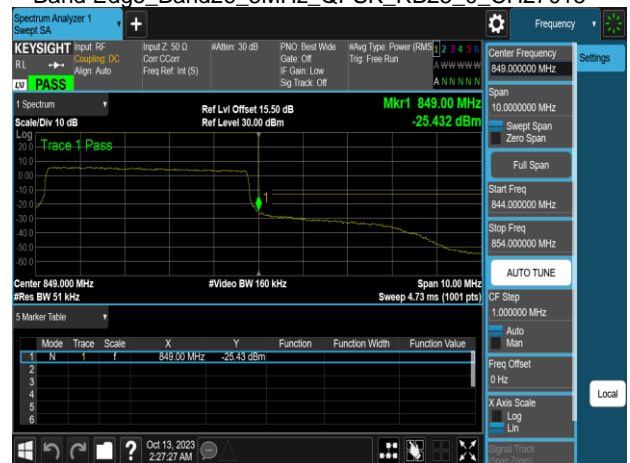 Spectrum Analyzer 1
Swept SA
+
Frequency
KEYSIGHT
RL
LXI PASS
Input: RF
Coupling: DC
Align: Auto
Input Z: 50 Ω
Corr CCorr
Freq Ref: Int (S)
#Atten: 30 dB
PNO: Best Wide
Gate: Off
IF Gain: Low
Sig Track: Off
#Avg Type: Power (RMS
Trig: Free Run
1 2 3 4 5 6
A W W W W W
A N N N N N
1 Spectrum
Scale/Div 10 dB
Ref Lvl Offset 15.50 dB
Ref Level 30.00 dBm
Mkr1 849.00 MHz
-25.432 dBm
Log
Trace 1 Pass
20.0
10.0
0.00
-10.0
-20.0
-30.0
-40.0
-50.0
-60.0
1
Center 849.000 MHz
#Res BW 51 kHz
#Video BW 160 kHz
Span 10.00 MHz
Sweep 4.73 ms (1001 pts)
5 Marker Table
Mode Trace Scale X Y Function Function Width Function Value
1 N 1 f 849.00 MHz -25.43 dBm
2
3
4
5
6
Oct 13, 2023
2:27:27 AM
Center Frequency
849.000000 MHz
Settings
Span
10.0000000 MHz
Swept Span
Zero Span
Full Span
Start Freq
844.000000 MHz
Stop Freq
854.000000 MHz
AUTO TUNE
CF Step
1.000000 MHz
Auto
Man
Freq Offset
0 Hz
X Axis Scale
Log
Lin
Local
Signal Track
(Span Zoom)